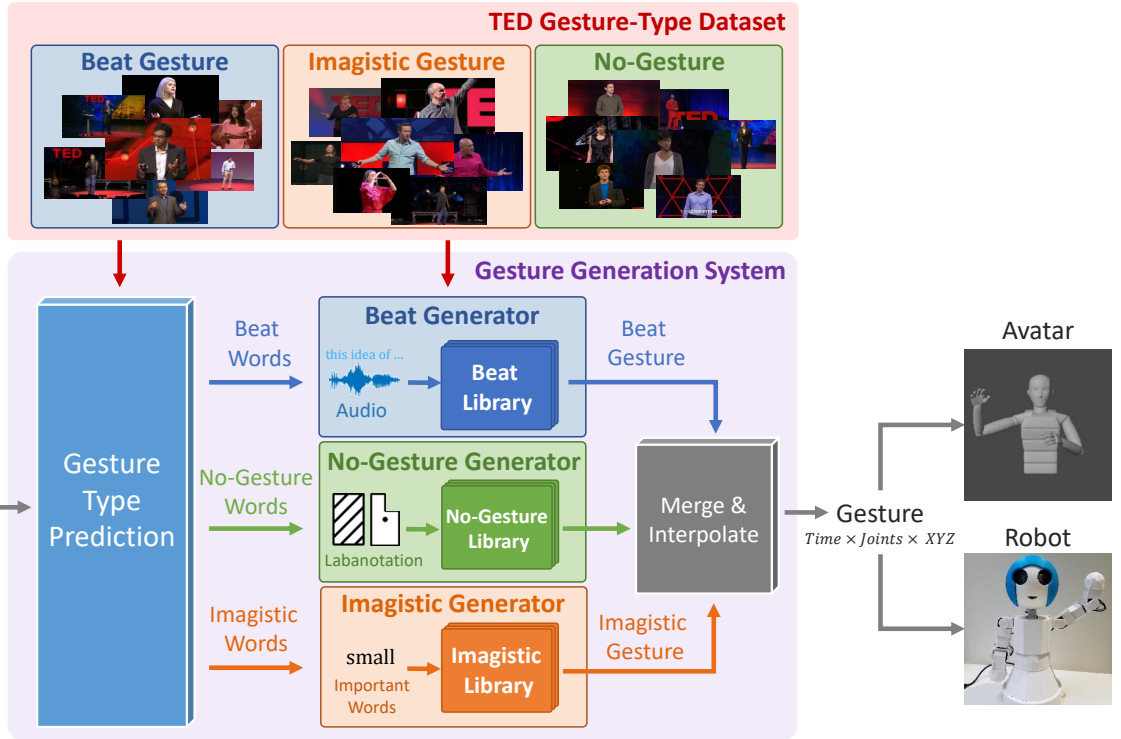 TED Gesture-Type Dataset
Beat Gesture
Imagistic Gesture
No-Gesture
TED
TED
TED
Gesture Generation System
Gesture
Type
Prediction
Beat
Words
No-Gesture
Words
Imagistic
Words
Beat Generator
this idea of ...
Audio
Beat
Library
No-Gesture Generator
Labanotation
No-Gesture
Library
Imagistic Generator
small
Important
Words
Imagistic
Library
Beat
Gesture
Imagistic
Gesture
Merge &
Interpolate
Gesture
Time × Joints × XYZ
Avatar
Robot